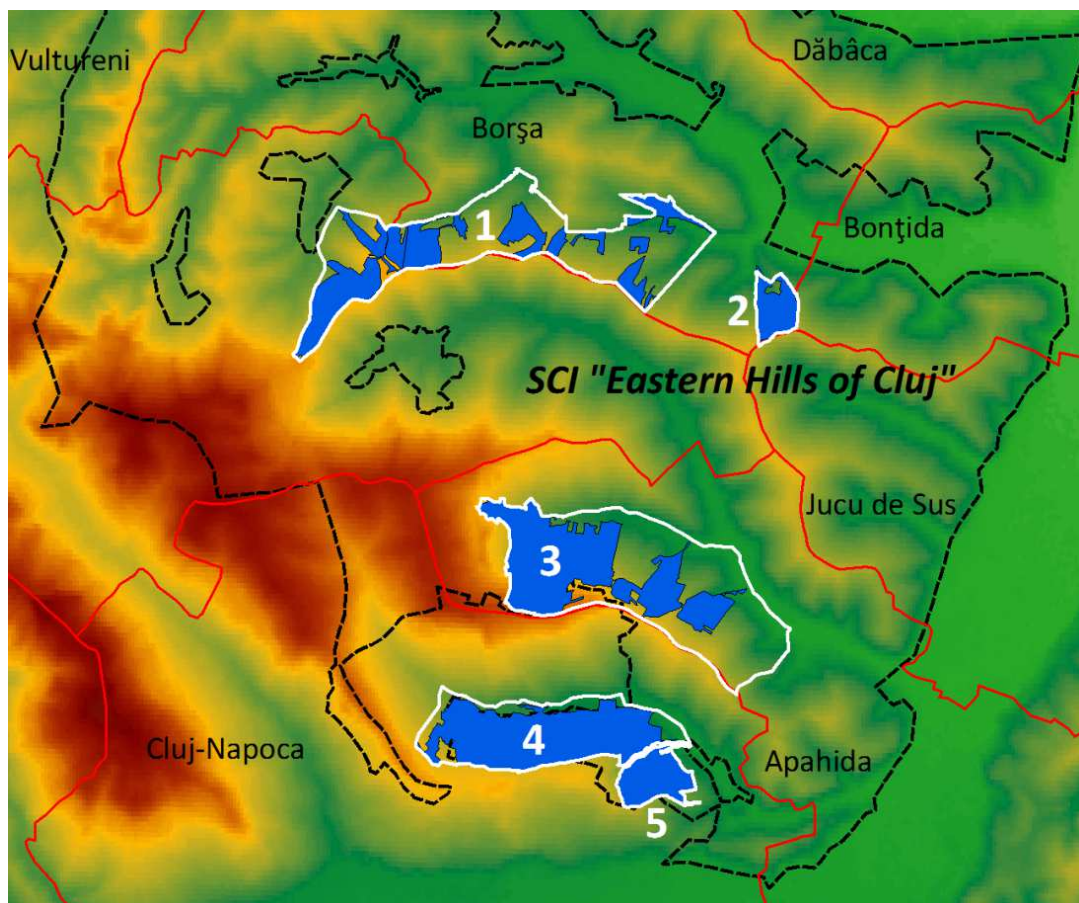 Vultureni
Dăbâca
Borşa
1
Bonţida
2
SCI "Eastern Hills of Cluj"
Jucu de Sus
3
4
Cluj-Napoca
Apahida
5